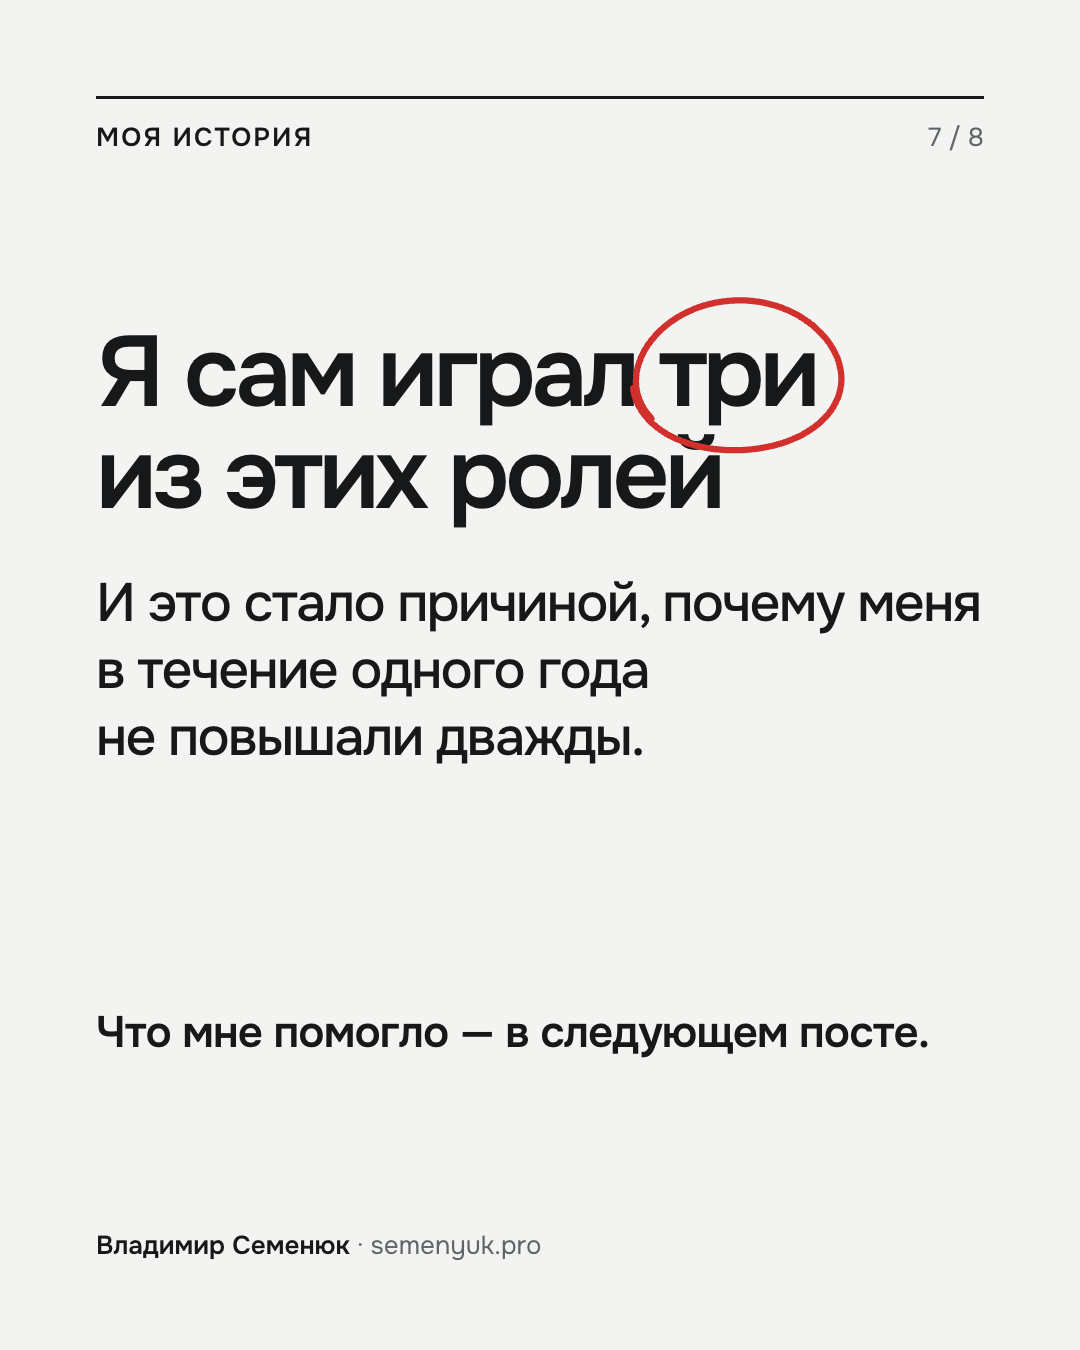 МОЯ ИСТОРИЯ
7 / 8
Я сам играл три
из этих ролей
И это стало причиной, почему меня
в течение одного года
не повышали дважды.
Что мне помогло — в следующем посте.
Владимир Семенюк · semenyuk.pro